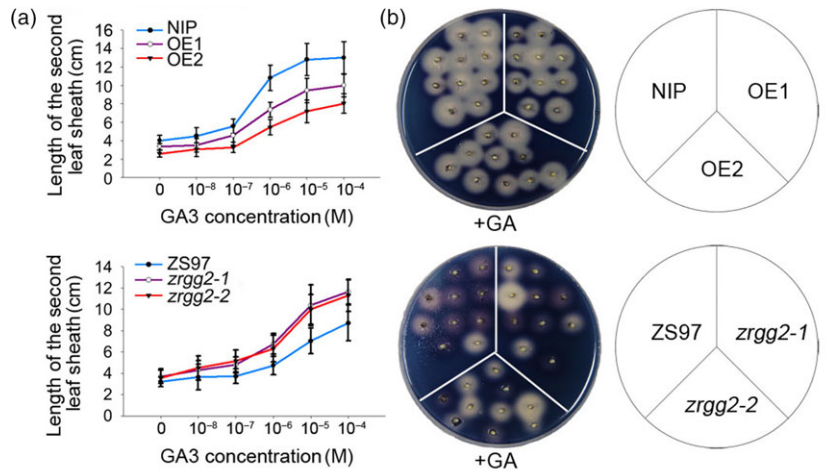 (a)
NIP
OE1
OE2
Length of the second
leaf sheath (cm)
16
14
12
10
8
6
4
2
0
0 10⁻⁸ 10⁻⁷ 10⁻⁶ 10⁻⁵ 10⁻⁴
GA3 concentration (M)
(b)
+GA
NIP
OE1
OE2
ZS97
zrgg2-1
zrgg2-2
Length of the second
leaf sheath (cm)
14
12
10
8
6
4
2
0
0 10⁻⁸ 10⁻⁷ 10⁻⁶ 10⁻⁵ 10⁻⁴
GA3 concentration (M)
+GA
ZS97
zrgg2-1
zrgg2-2